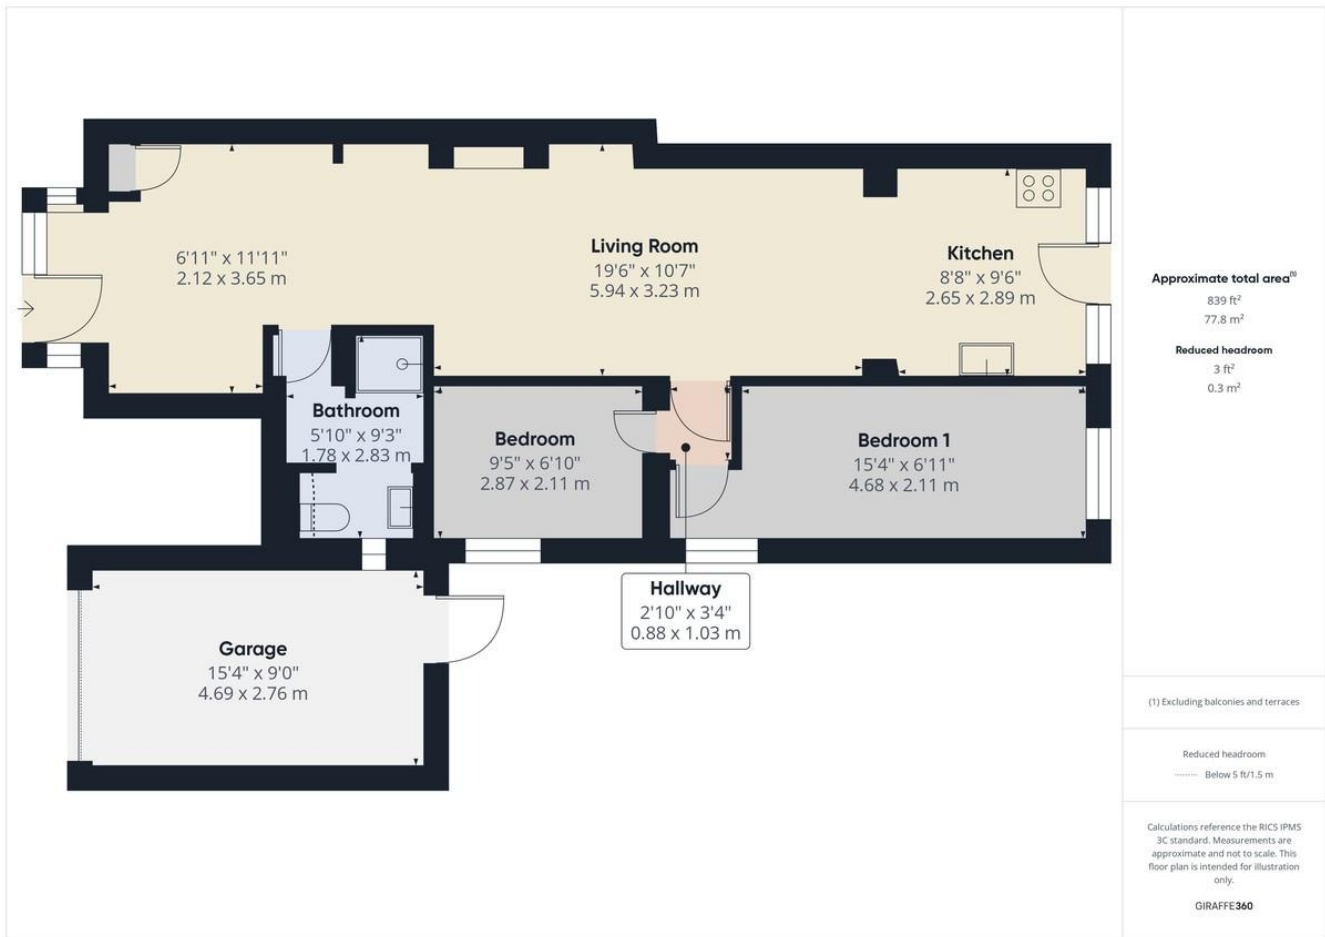 6'11" x 11'11"
2.12 x 3.65 m
Living Room
19'6" x 10'7"
5.94 x 3.23 m
Kitchen
8'8" x 9'6"
2.65 x 2.89 m
Bathroom
5'10" x 9'3"
1.78 x 2.83 m
Bedroom
9'5" x 6'10"
2.87 x 2.11 m
Bedroom 1
15'4" x 6'11"
4.68 x 2.11 m
Hallway
2'10" x 3'4"
0.88 x 1.03 m
Garage
15'4" x 9'0"
4.69 x 2.76 m
Approximate total area(1)
839 ft²
77.8 m²
Reduced headroom
3 ft²
0.3 m²
(1) Excluding balconies and terraces
Reduced headroom
Below 5 ft/1.5 m
Calculations reference the RICS IPMS
3C standard. Measurements are
approximate and not to scale. This
floor plan is intended for illustration
only.
GIRAFFE360